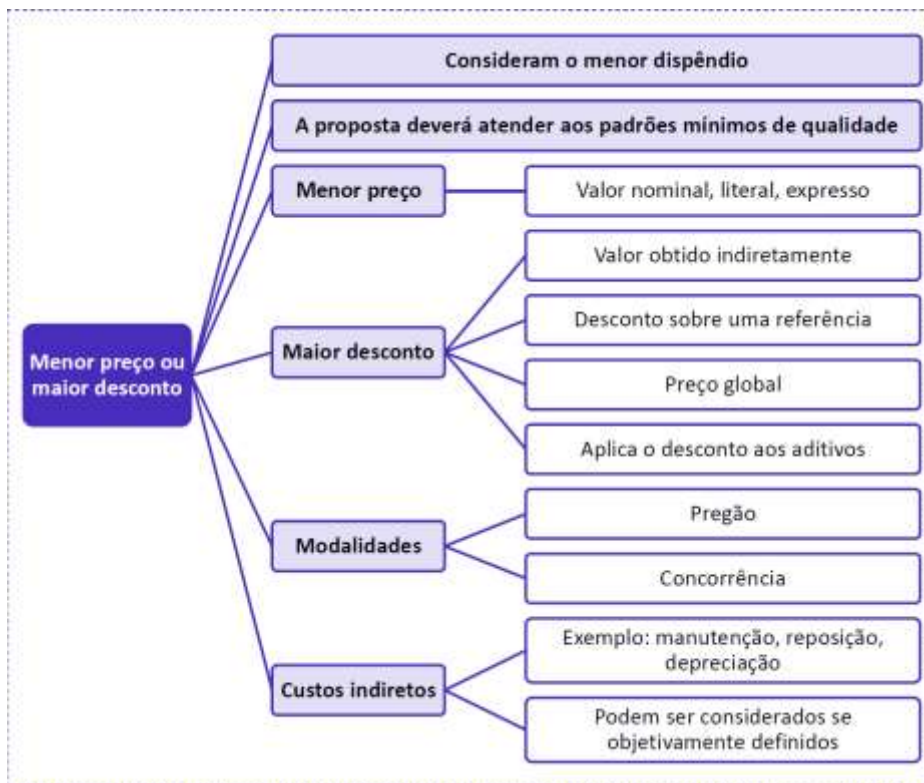 Menor preço ou
maior desconto
Consideram o menor dispêndio
A proposta deverá atender aos padrões mínimos de qualidade
Menor preço
Valor nominal, literal, expresso
Maior desconto
Valor obtido indiretamente
Desconto sobre uma referência
Preço global
Aplica o desconto aos aditivos
Modalidades
Pregão
Concorrência
Custos indiretos
Exemplo: manutenção, reposição,
depreciação
Podem ser considerados se
objetivamente definidos